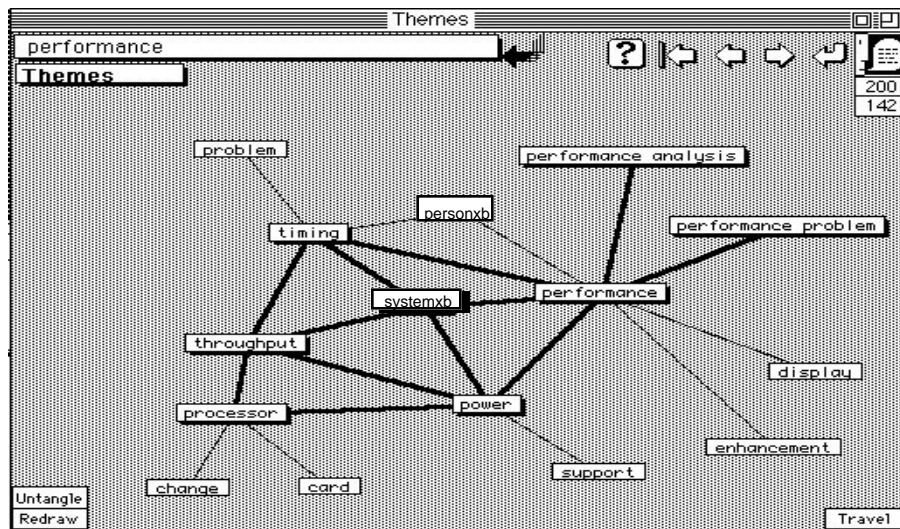 Themes
performance
?
Themes
200
142
problem
performance analysis
personxb
performance problem
timing
performance
systemxb
throughput
display
power
processor
enhancement
support
change
card
Untangle
Redraw
Travel